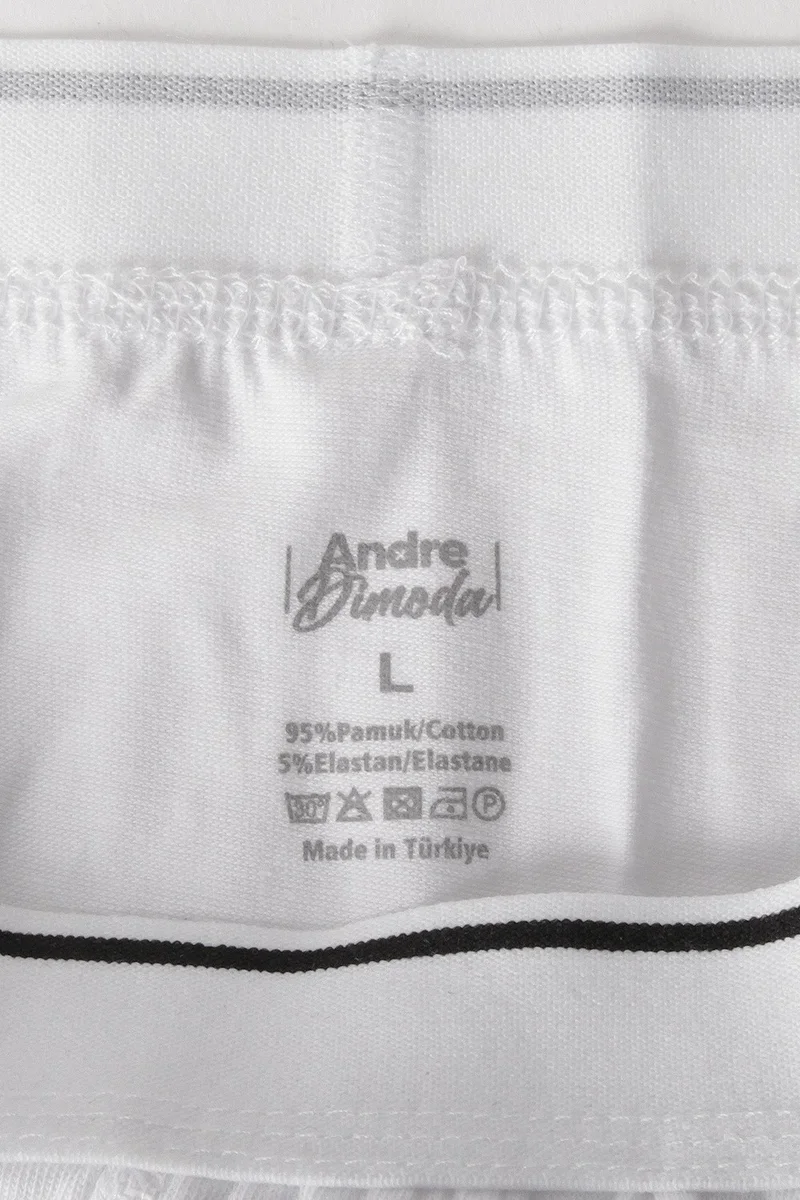 Andre
Dimoda
L
95%Pamuk/Cotton
5%Elastan/Elastane
30°
P
Made in Türkiye